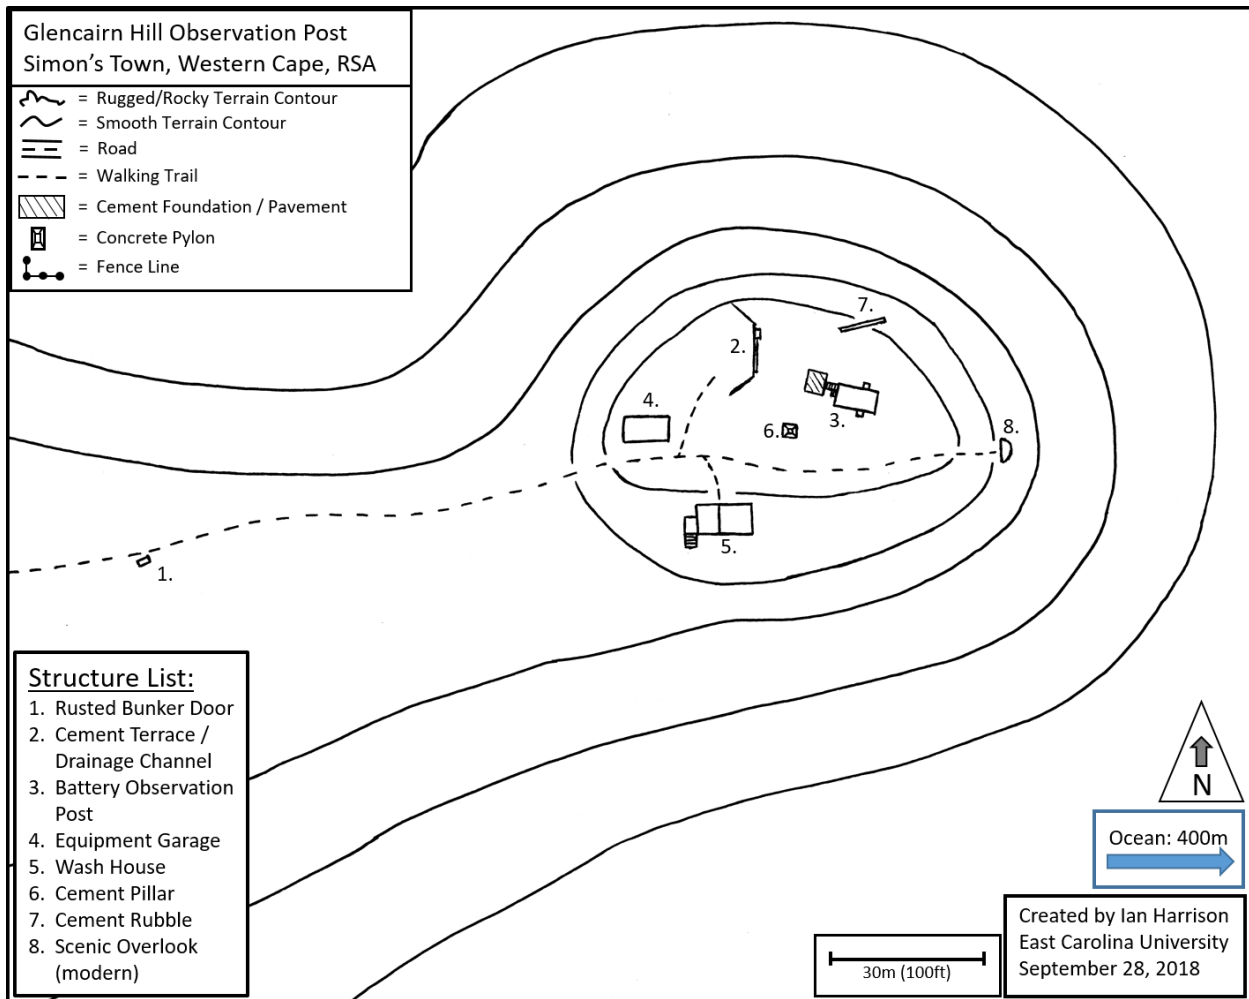 Glencairn Hill Observation Post
Simon's Town, Western Cape, RSA
= Rugged/Rocky Terrain Contour
= Smooth Terrain Contour
= Road
= Walking Trail
= Cement Foundation / Pavement
= Concrete Pylon
= Fence Line
7.
2.
4.
3.
6.
8.
5.
1.
Structure List:
1. Rusted Bunker Door
2. Cement Terrace /
Drainage Channel
3. Battery Observation
Post
4. Equipment Garage
5. Wash House
6. Cement Pillar
7. Cement Rubble
8. Scenic Overlook
(modern)
N
Ocean: 400m
30m (100ft)
Created by Ian Harrison
East Carolina University
September 28, 2018